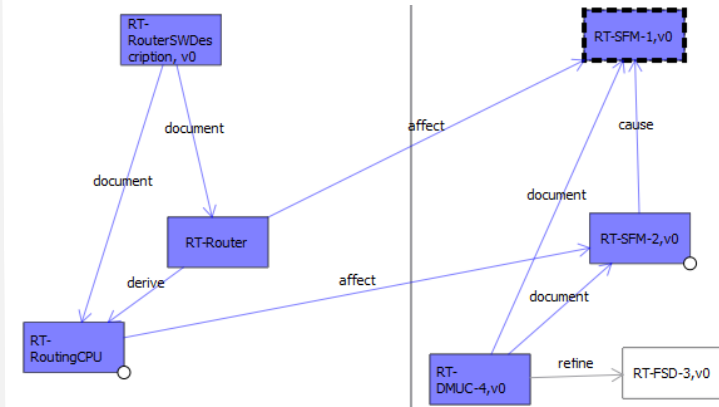 RT-
RouterSWDes
cription, v0
RT-SFM-1,v0
document
affect
cause
document
document
RT-Router
RT-SFM-2,v0
derive
affect
document
RT-
RoutingCPU
RT-
DMUC-4,v0
refine
RT-FSD-3,v0